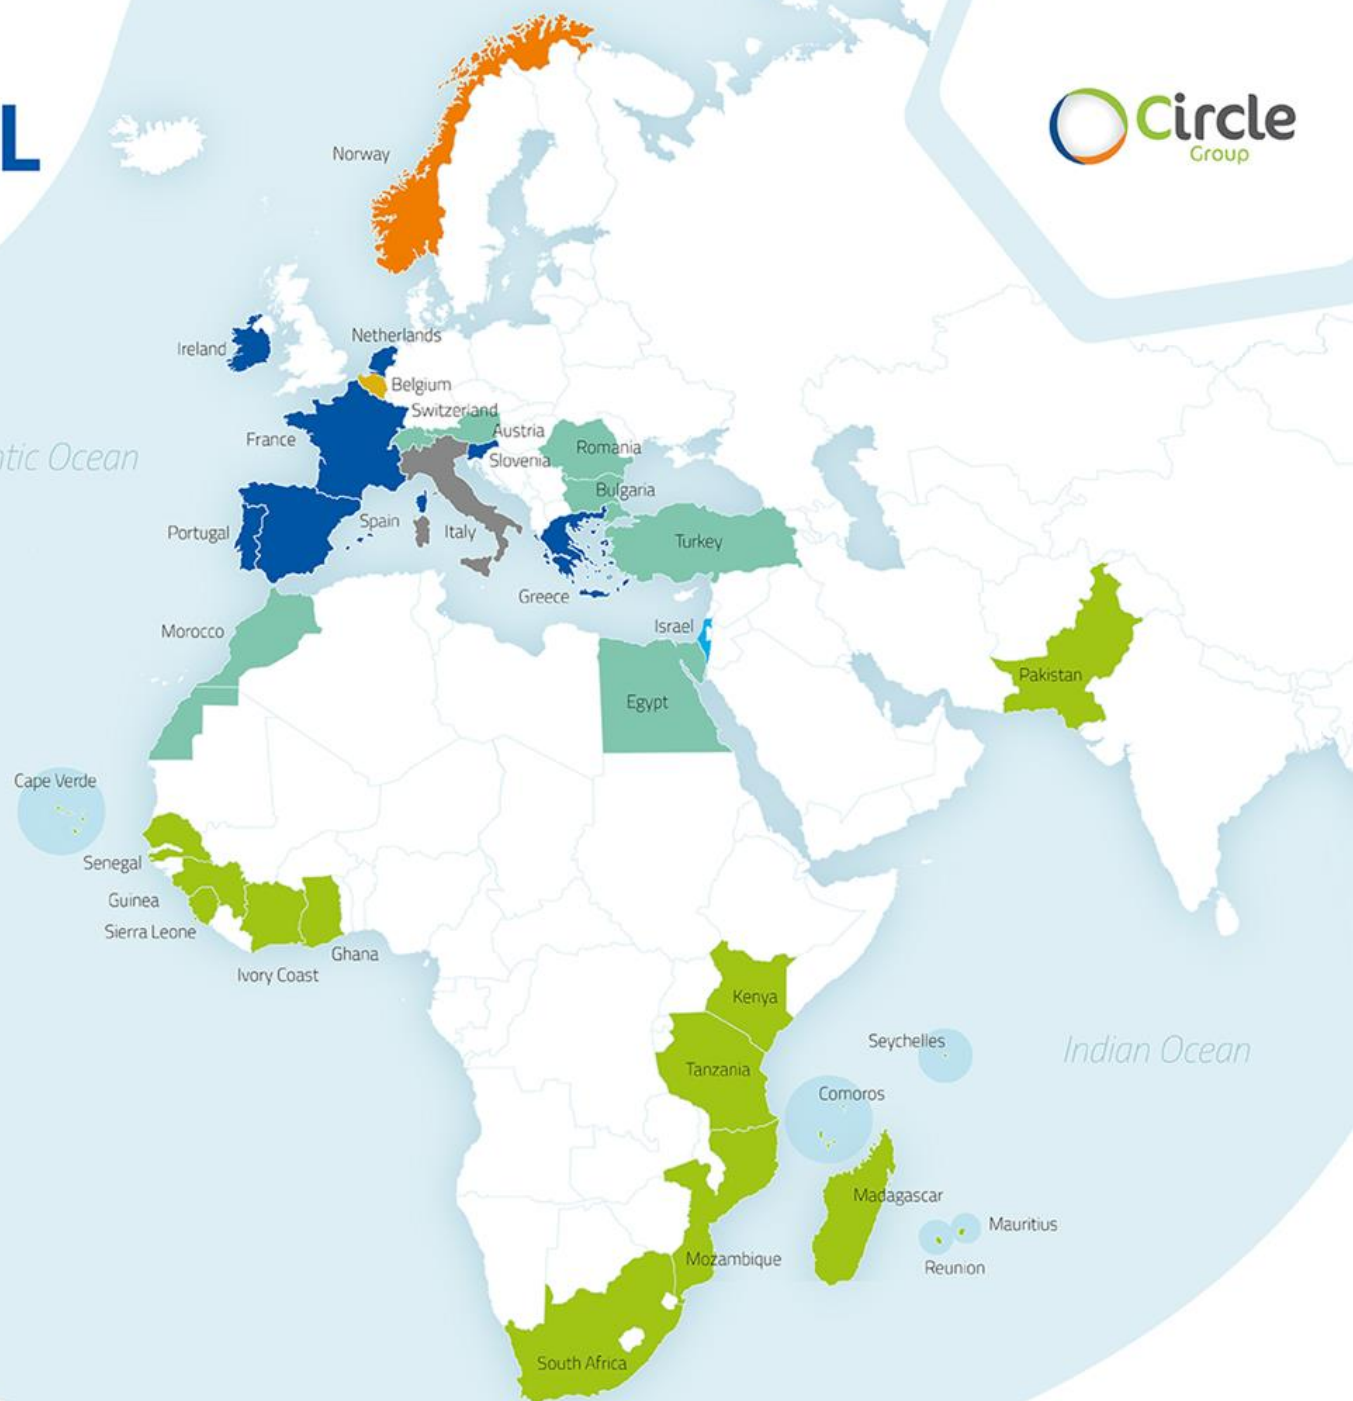 L
Circle
Group
Norway
Ireland
Netherlands
Belgium
Switzerland
France
Austria
Romania
Slovenia
ntic Ocean
Bulgaria
Portugal
Spain
Italy
Turkey
Greece
Morocco
Israel
Pakistan
Egypt
Cape Verde
Senegal
Guinea
Sierra Leone
Ghana
Ivory Coast
Kenya
Seychelles
Indian Ocean
Tanzania
Comoros
Madagascar
Mauritius
Mozambique
Reunion
South Africa